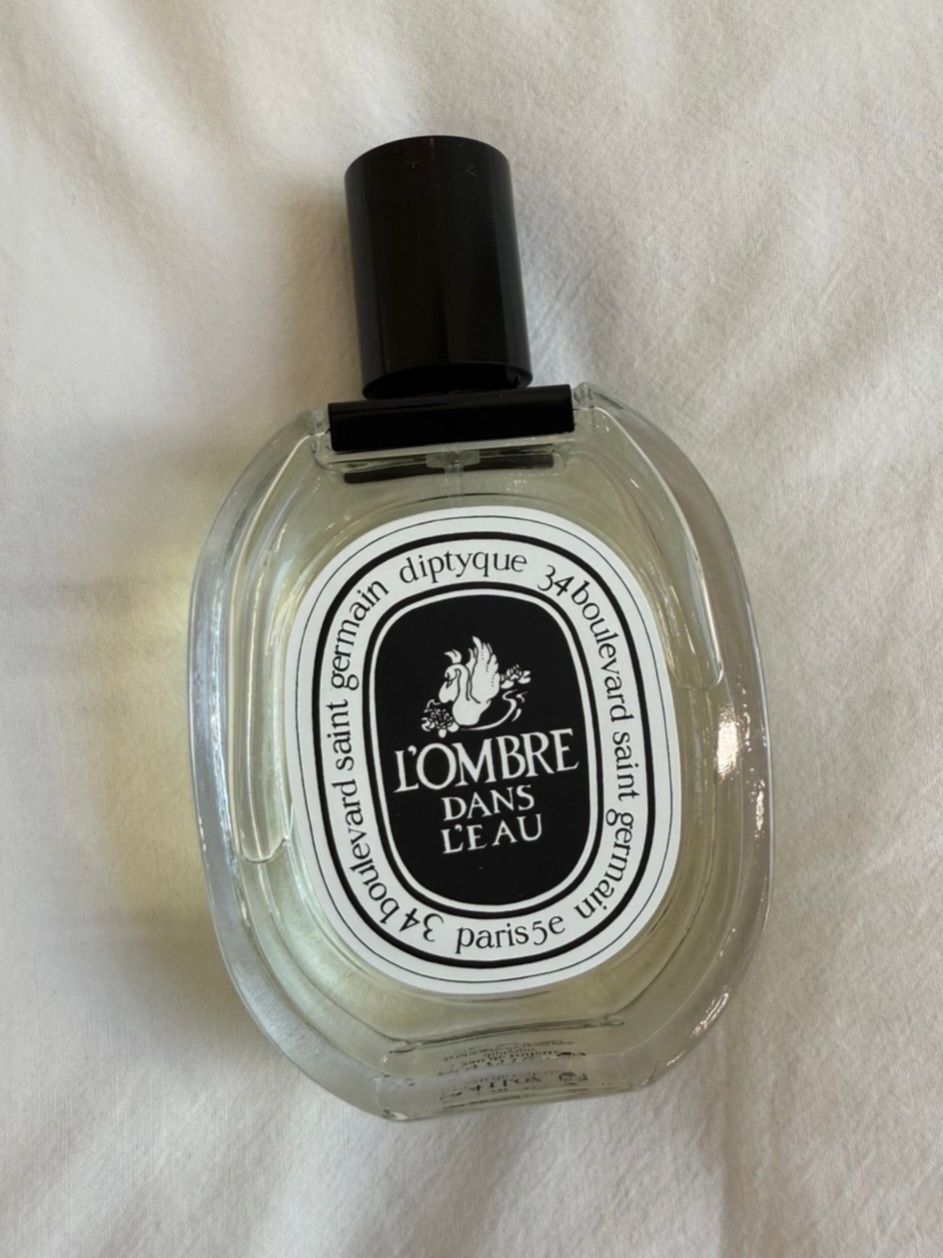 diptyque
34 boulevard saint germain
paris 5e
34 boulevard saint germain
L'OMBRE
DANS
L'EAU